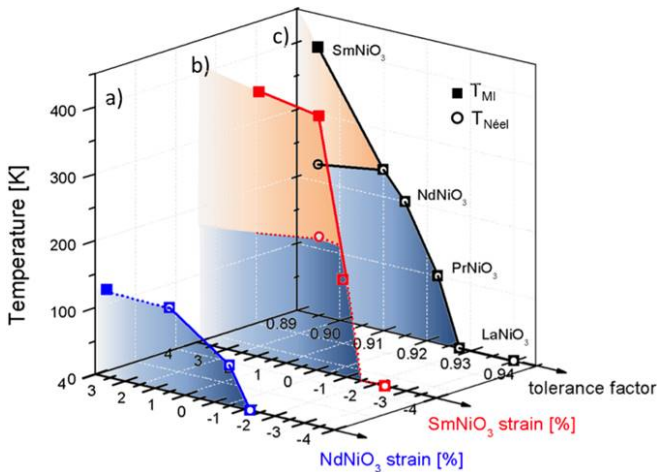 c)
b)
a)
SmNiO₃
T_MI
T_Néel
NdNiO₃
PrNiO₃
LaNiO₃
Temperature [K]
400
300
200
100
40
0.89
0.90
0.91
0.92
0.93
0.94
tolerance factor
4
3
2
1
0
-1
-2
-3
-4
SmNiO₃ strain [%]
3
2
1
0
-1
-2
-3
-4
NdNiO₃ strain [%]